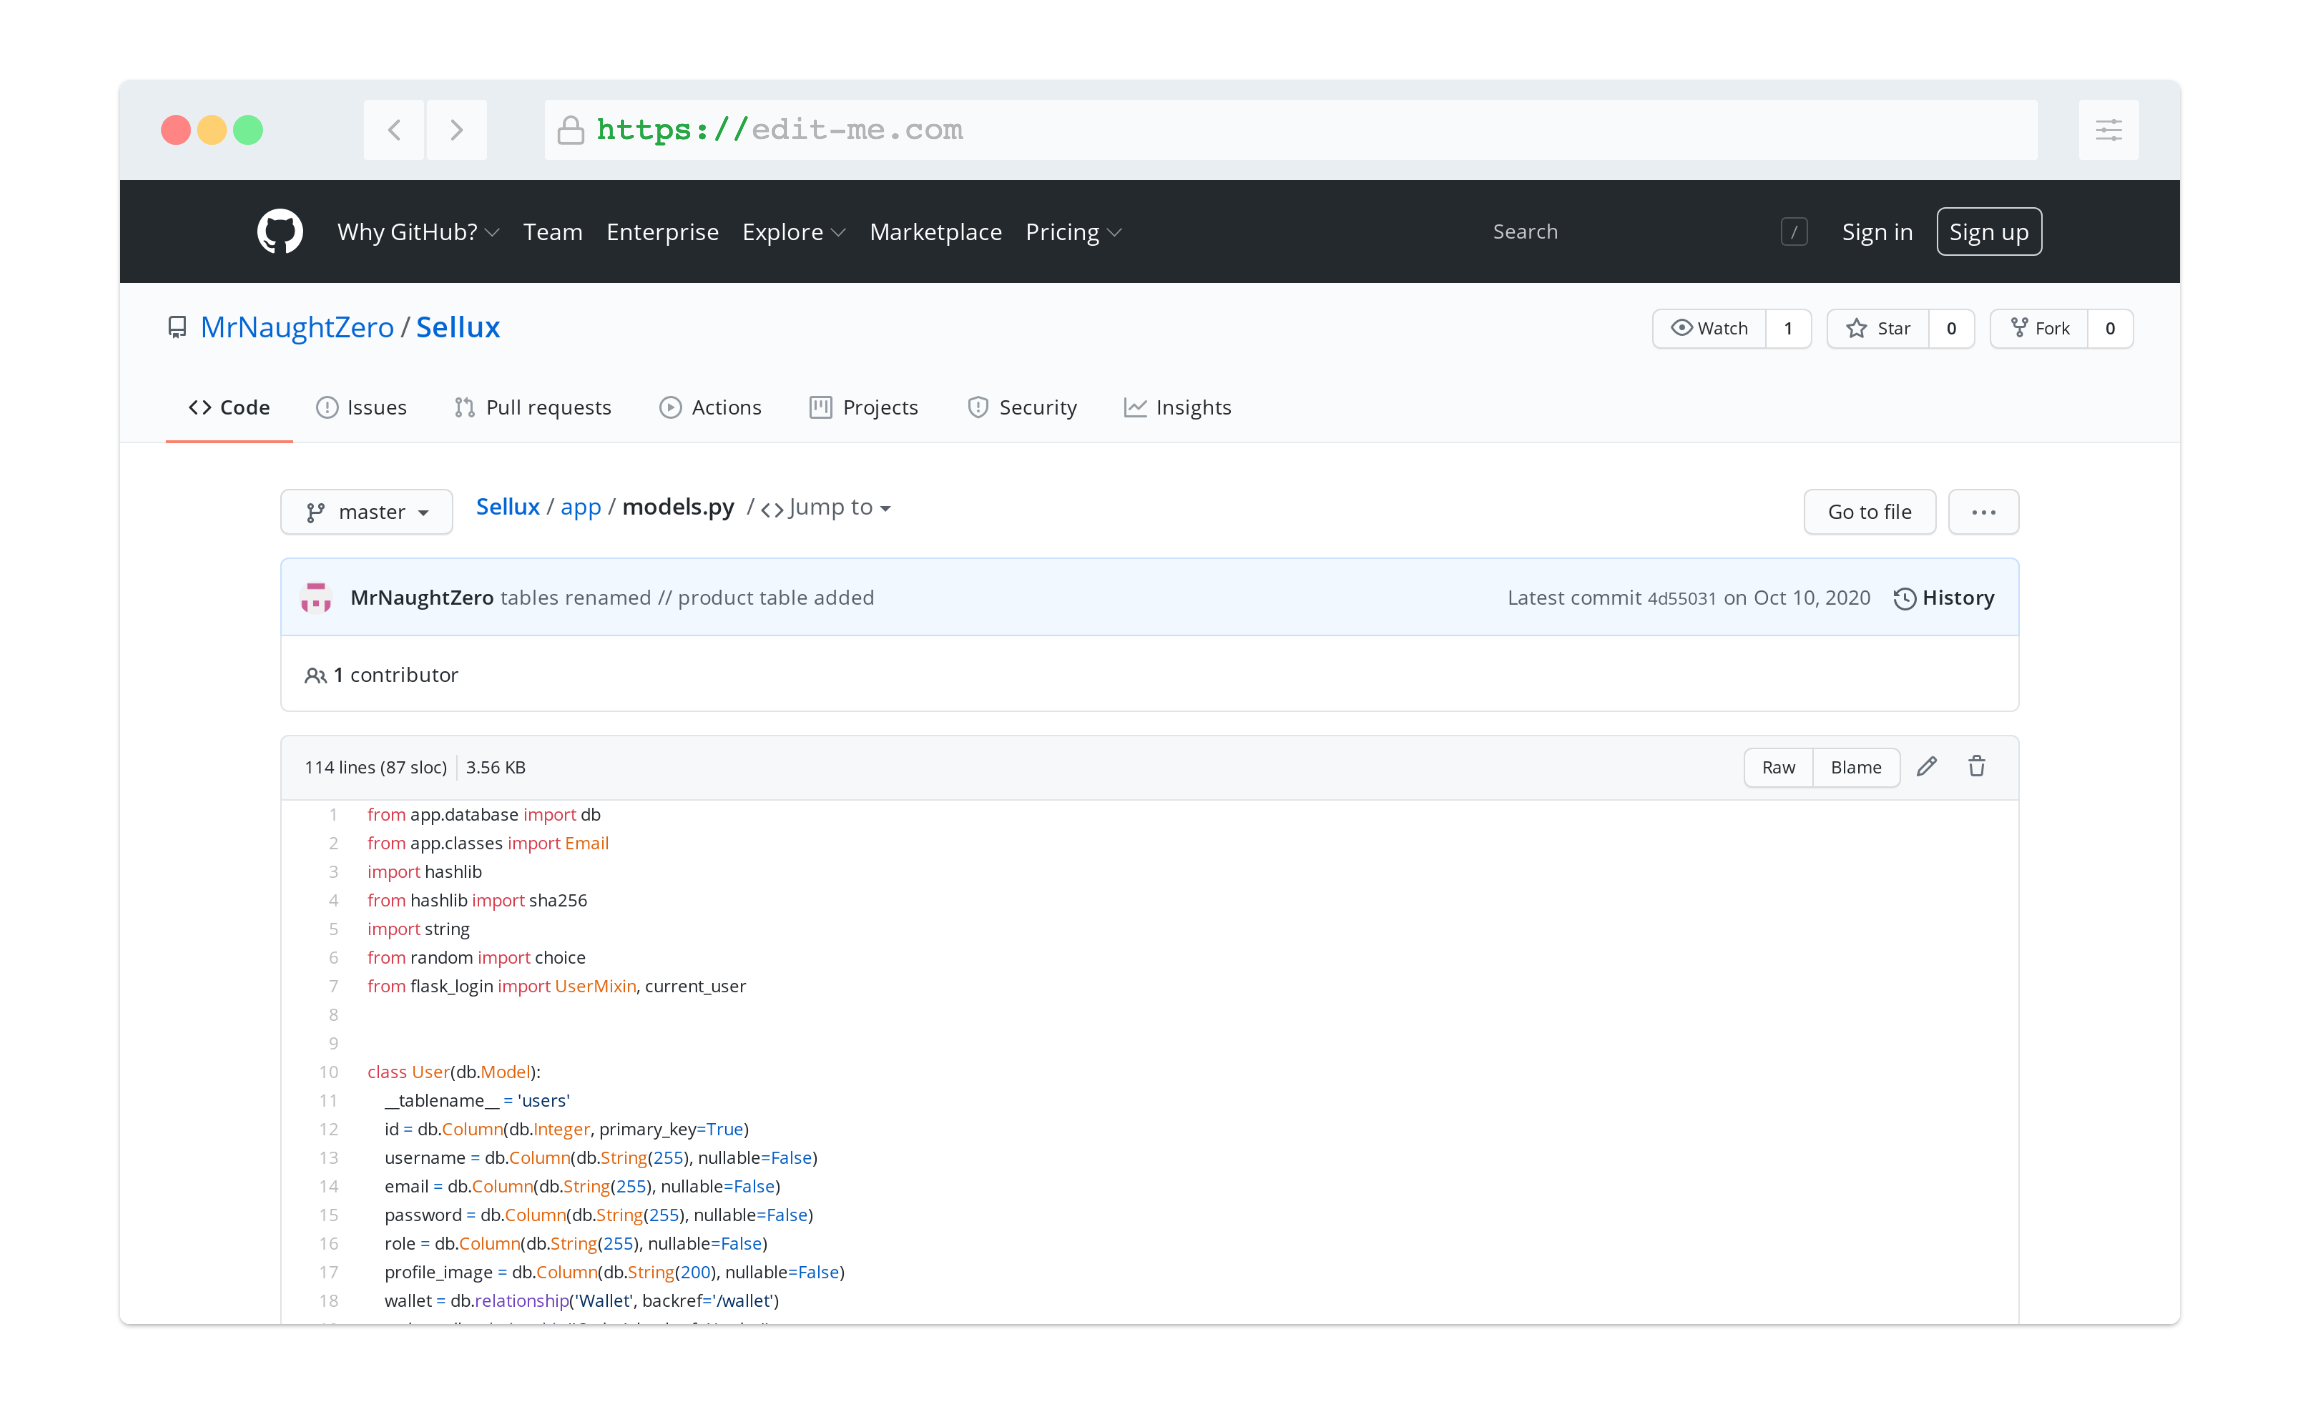 https://edit-me.com
Why GitHub? Team Enterprise Explore Marketplace Pricing Search / Sign in Sign up
MrNaughtZero / Sellux Watch 1 Star 0 Fork 0
Code Issues Pull requests Actions Projects Security Insights
master Sellux / app / models.py / Jump to Go to file ...
MrNaughtZero tables renamed // product table added Latest commit 4d55031 on Oct 10, 2020 History
1 contributor
114 lines (87 sloc) 3.56 KB Raw Blame
1 from app.database import db
2 from app.classes import Email
3 import hashlib
4 from hashlib import sha256
5 import string
6 from random import choice
7 from flask_login import UserMixin, current_user
8
9
10 class User(db.Model):
11 __tablename__ = 'users'
12 id = db.Column(db.Integer, primary_key=True)
13 username = db.Column(db.String(255), nullable=False)
14 email = db.Column(db.String(255), nullable=False)
15 password = db.Column(db.String(255), nullable=False)
16 role = db.Column(db.String(255), nullable=False)
17 profile_image = db.Column(db.String(200), nullable=False)
18 wallet = db.relationship('Wallet', backref='/wallet')